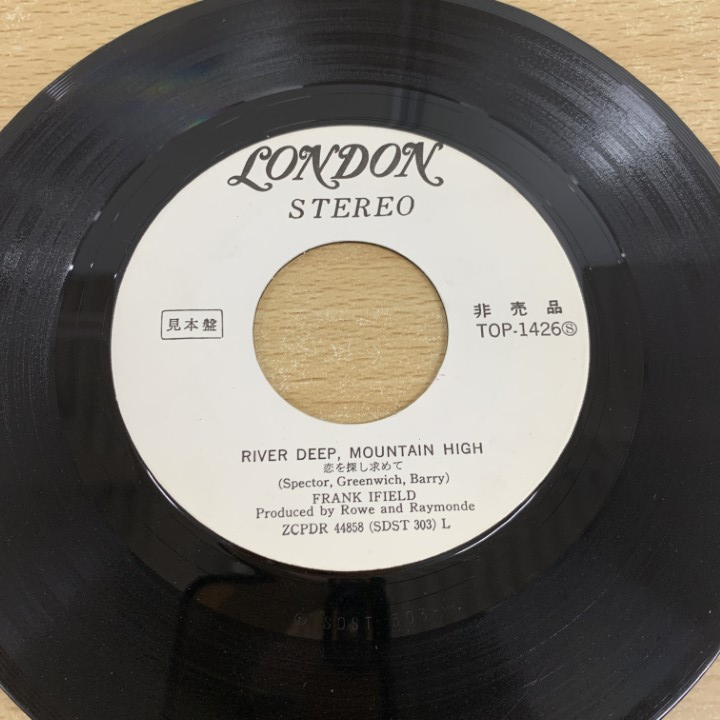 LONDON
STEREO
見本盤
非売品
TOP-1426Ⓢ
RIVER DEEP, MOUNTAIN HIGH
恋を探し求めて
(Spector, Greenwich, Barry)
FRANK IFIELD
Produced by Rowe and Raymonde
ZCPDR 44858 (SDST 303) L
SDST